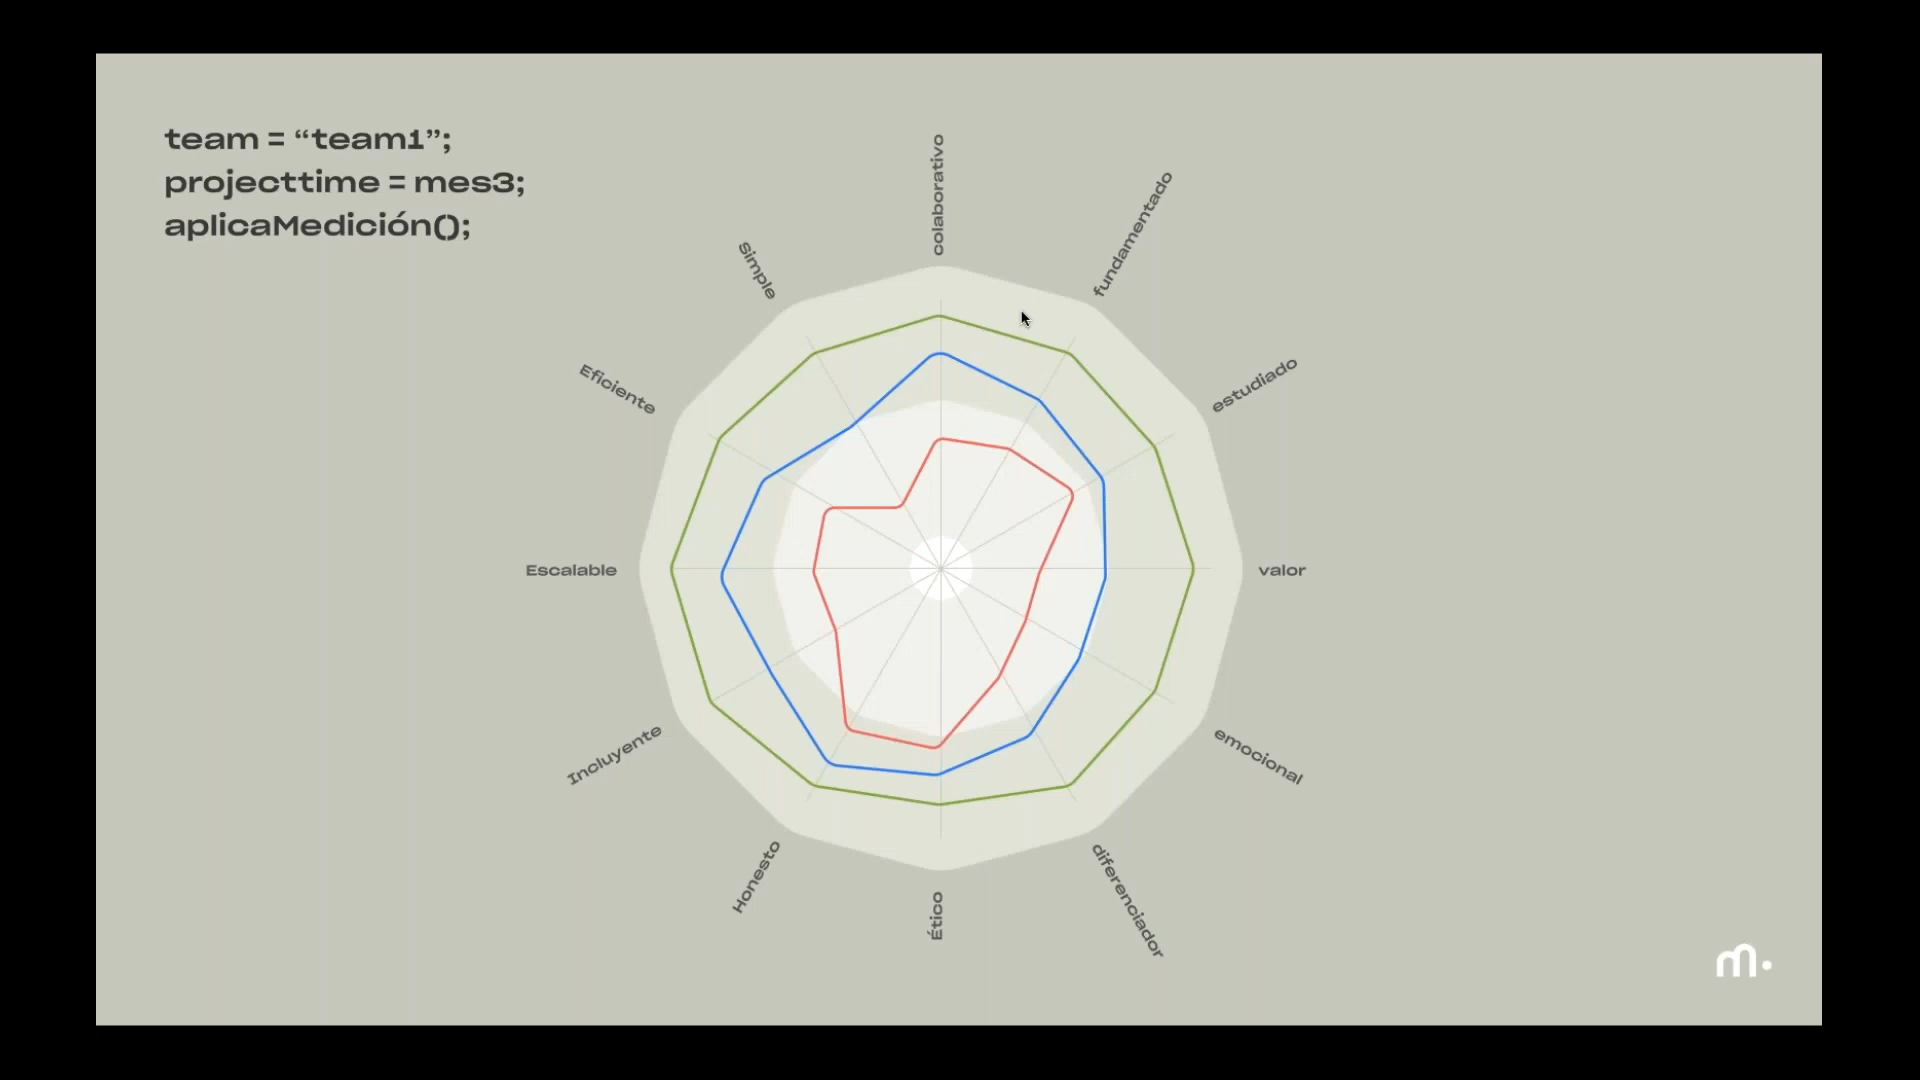 team = “team1”;
projecttime = mes3;
aplicaMedición();
colaborativo
fundamentado
estudiado
valor
emocional
diferenciador
Ético
Honesto
Incluyente
Escalable
Eficiente
simple
m.